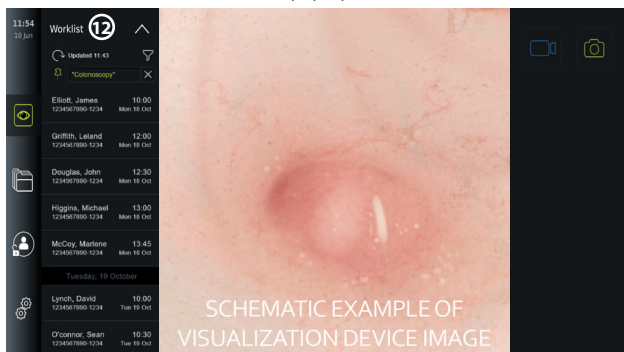 11:54
10 Jun
Worklist 12
Updated 11:43
"Colonoscopy"
Elliott, James 10:00
1234567890-1234 Mon 18 Oct
Griffith, Leland 12:00
1234567890-1234 Mon 18 Oct
Douglas, John 12:30
1234567890-1234 Mon 18 Oct
Higgins, Michael 13:00
1234567890-1234 Mon 18 Oct
McCoy, Marlene 13:45
1234567890-1234 Mon 18 Oct
Tuesday, 19 October
Lynch, David 10:00
1234567890-1234 Tue 19 Oct
O'connor, Sean 10:30
1234567890-1234 Tue 19 Oct
SCHEMATIC EXAMPLE OF
VISUALIZATION DEVICE IMAGE